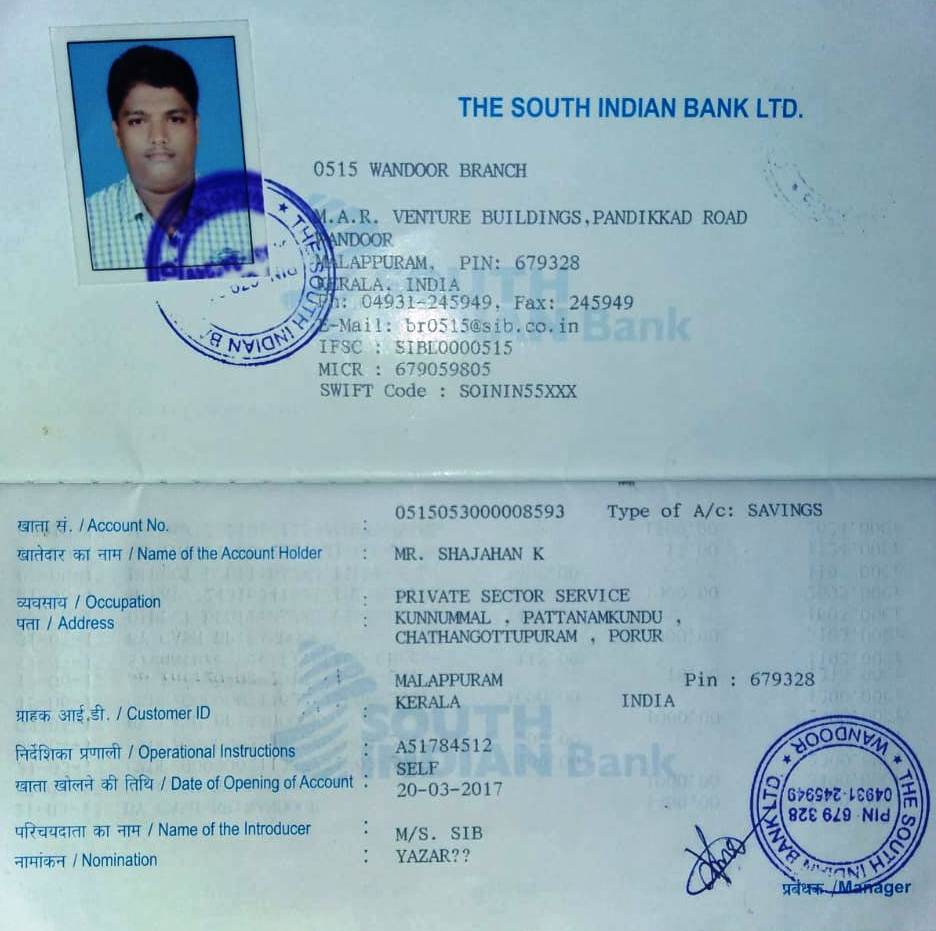 THE SOUTH INDIAN BANK LTD.
0515 WANDOOR BRANCH
M.A.R. VENTURE BUILDINGS,PANDIKKAD ROAD
WANDOOR
MALAPPURAM, PIN: 679328
KERALA. INDIA
Ph: 04931-245949, Fax: 245949
E-Mail: br0515@sib.co.in
IFSC : SIBL0000515
MICR : 679059805
SWIFT Code : SOININ55XXX
THE SOUTH INDIAN
SOUTH
INDIAN Bank
खाता सं. / Account No. : 0515053000008593 Type of A/c: SAVINGS
खातेदार का नाम / Name of the Account Holder : MR. SHAJAHAN K
व्यवसाय / Occupation : PRIVATE SECTOR SERVICE
पता / Address : KUNNUMMAL , PATTANAMKUNDU ,
CHATHANGOTTUPURAM , PORUR
MALAPPURAM Pin : 679328
KERALA INDIA
ग्राहक आई.डी. / Customer ID :
निर्देशिका प्रणाली / Operational Instructions : A51784512
SELF
खाता खोलने की तिथि / Date of Opening of Account : 20-03-2017
परिचयदाता का नाम / Name of the Introducer : M/S. SIB
नामांकन / Nomination : YAZAR??
SOUTH
INDIAN Bank
THE SOUTH INDIAN BANK LTD.
WANDOOR
PIN 679 328
04931-245949
प्रबंधक /Manager